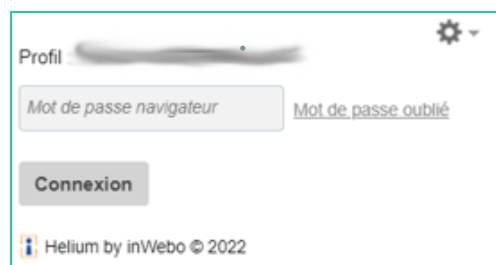 Profil :
Mot de passe navigateur
Mot de passe oublié
Connexion
Helium by inWebo © 2022